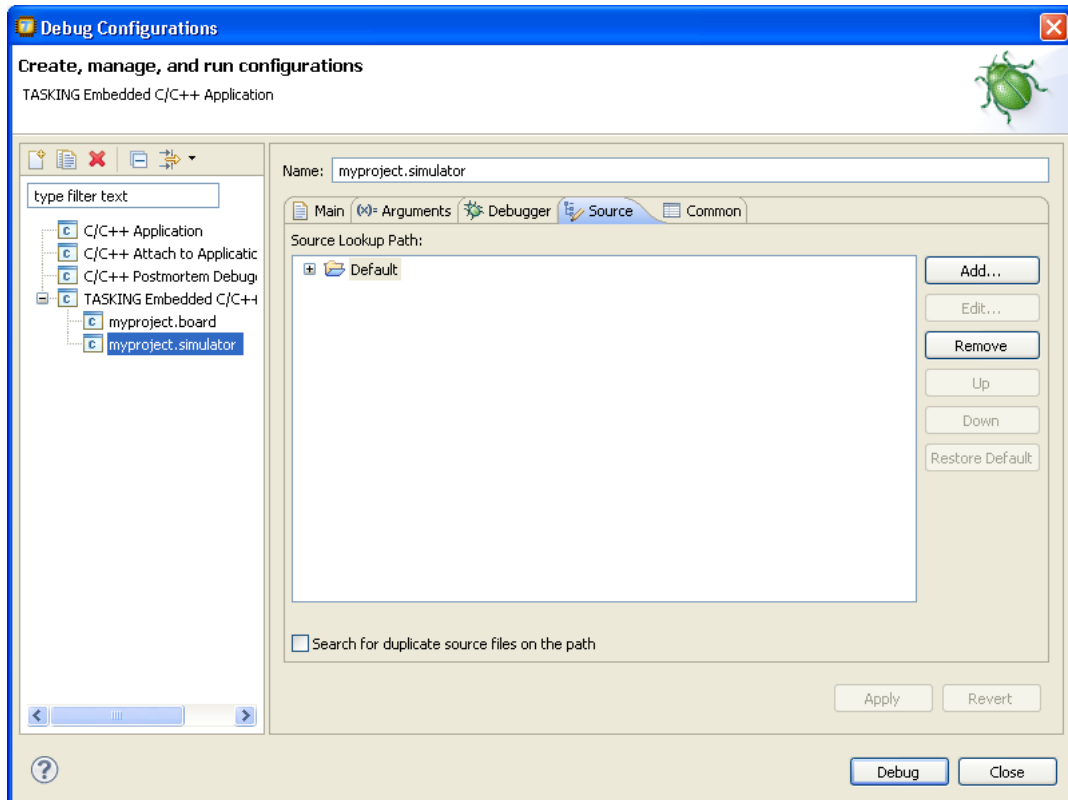 Debug Configurations
Create, manage, and run configurations
TASKING Embedded C/C++ Application
type filter text
C/C++ Application
C/C++ Attach to Applicatic
C/C++ Postmortem Debug
TASKING Embedded C/C++
myproject.board
myproject.simulator
Name: myproject.simulator
Main (x)= Arguments Debugger Source Common
Source Lookup Path:
Default
Add...
Edit...
Remove
Up
Down
Restore Default
Search for duplicate source files on the path
Apply Revert
? Debug Close